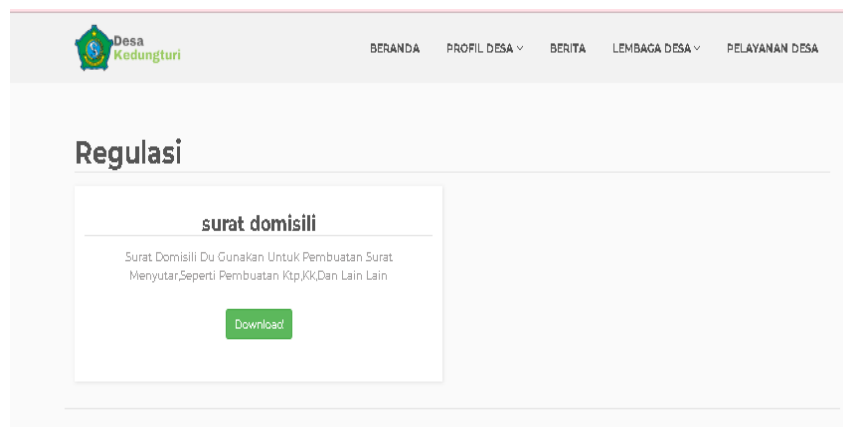 Desa
Kedungturi
BERANDA PROFIL DESA BERITA LEMBAGA DESA PELAYANAN DESA
Regulasi
surat domisili
Surat Domisili Du Gunakan Untuk Pembuatan Surat
Menyutar,Seperti Pembuatan Ktp,Kk,Dan Lain Lain
Download!